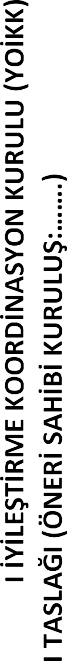 I İYİLEŞTİRME KOORDİNASYON KURULU (YOİKK)
I TASLAĞI (ÖNERİ SAHİBİ KURULUŞ:........)